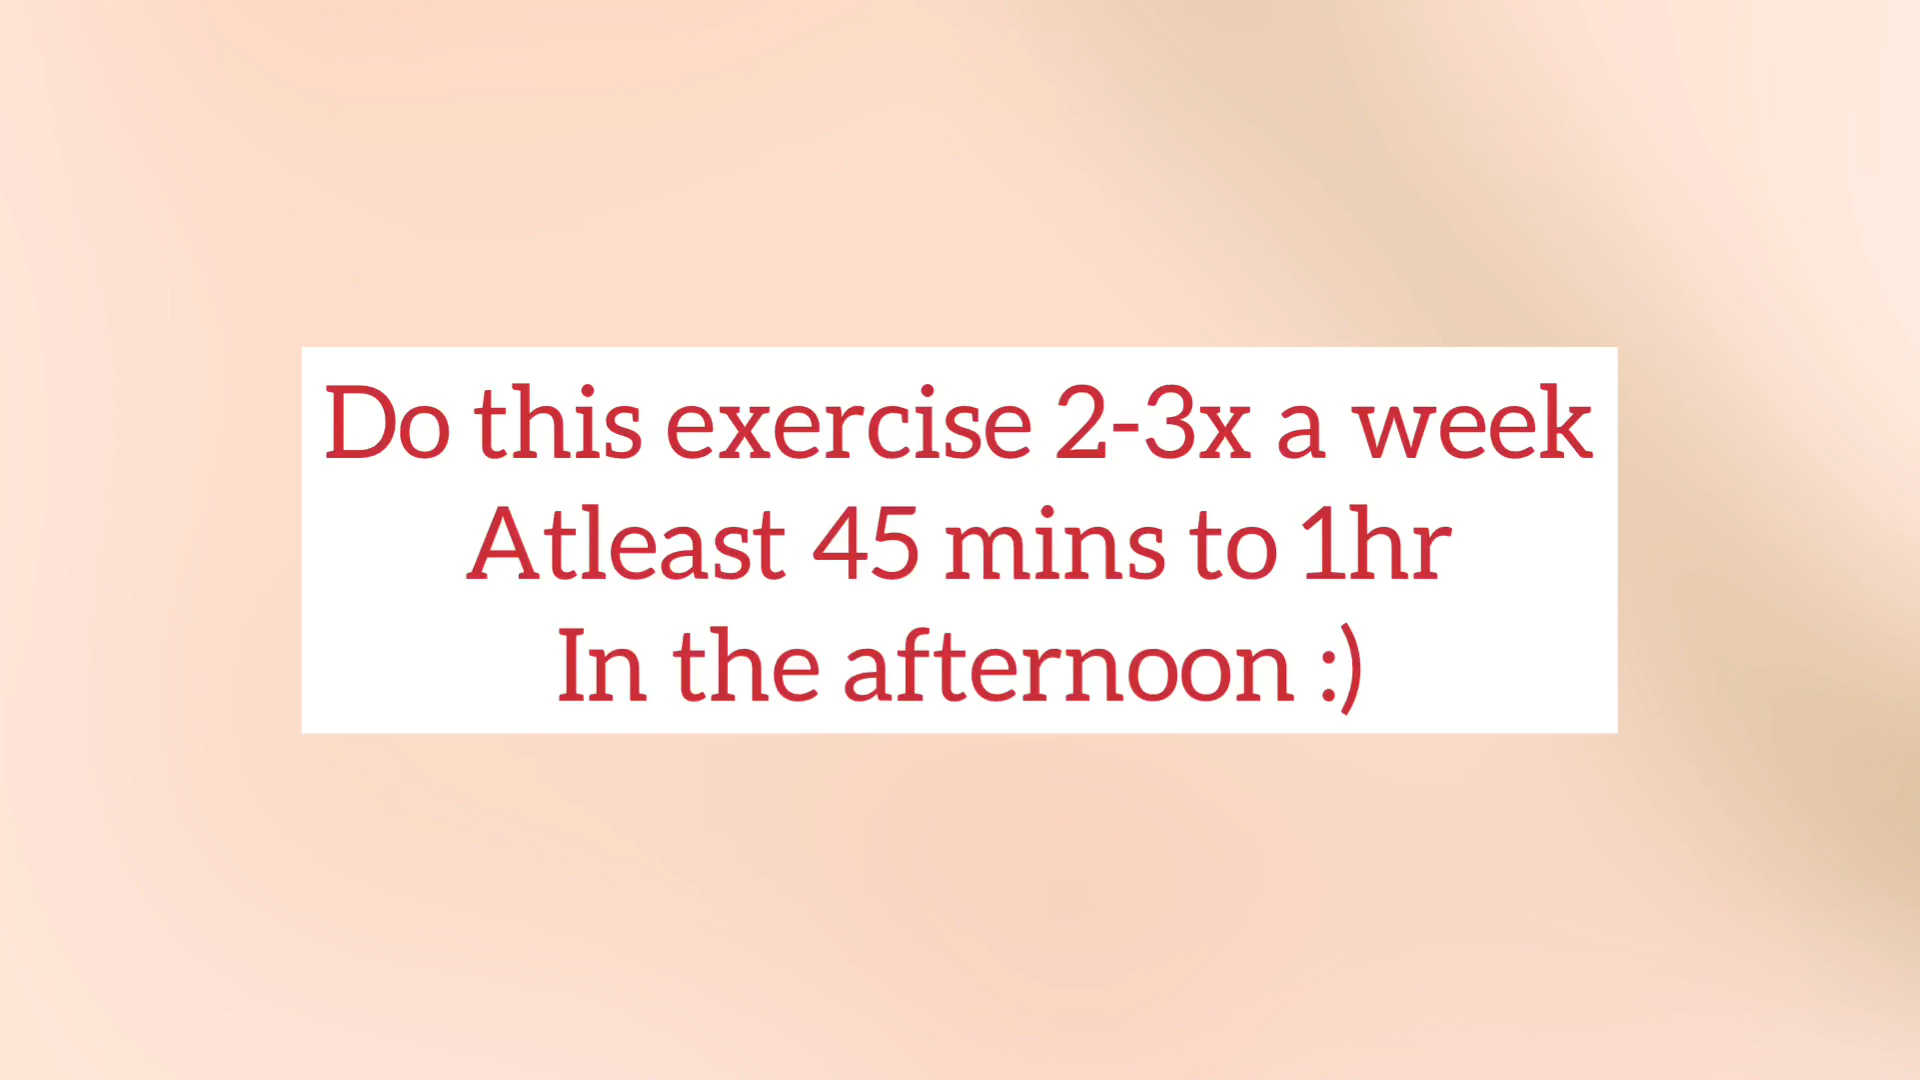 Do this exercise 2-3x a week
Atleast 45 mins to 1hr
In the afternoon :)